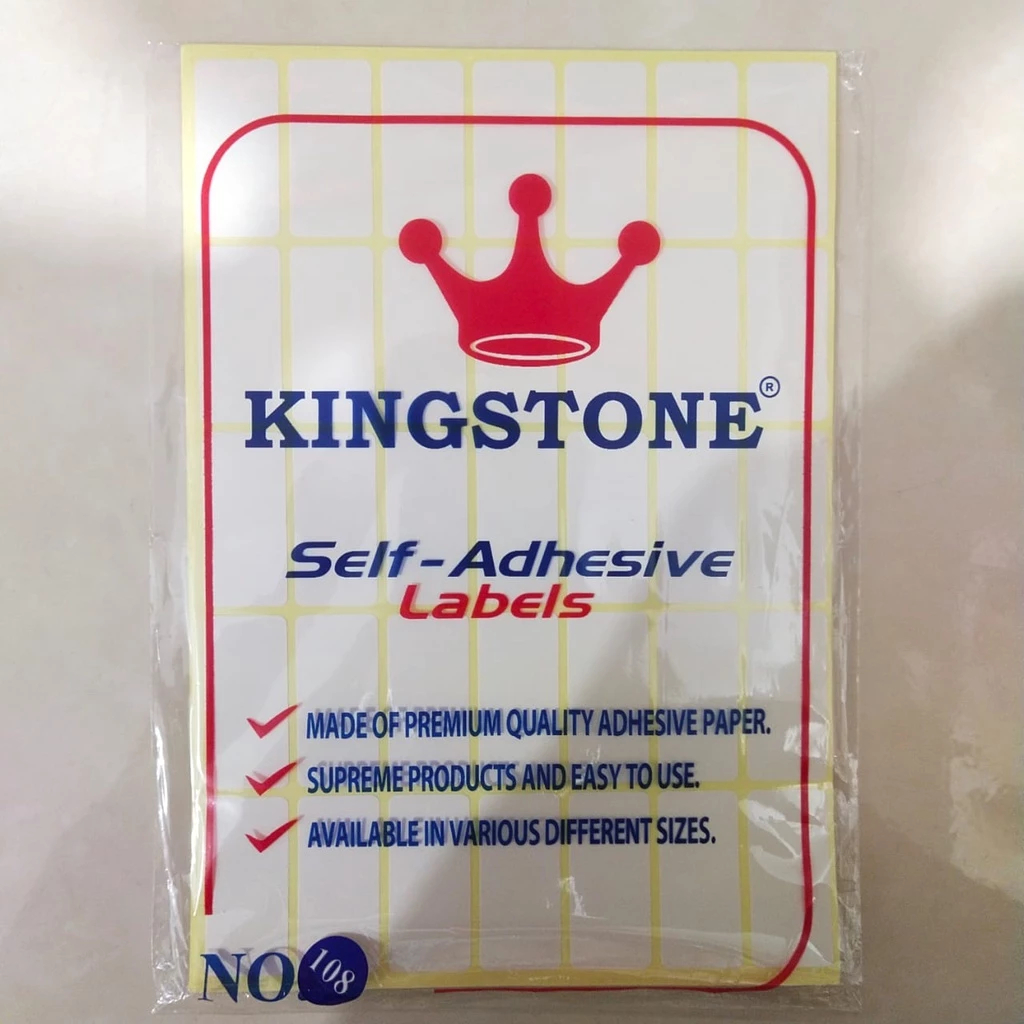 KINGSTONE®
Self-Adhesive
Labels
MADE OF PREMIUM QUALITY ADHESIVE PAPER.
SUPREME PRODUCTS AND EASY TO USE.
AVAILABLE IN VARIOUS DIFFERENT SIZES.
NO. 108